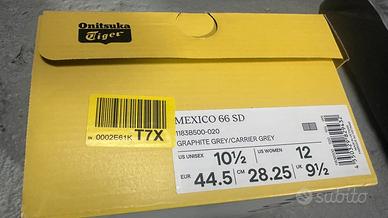 Onitsuka
Tiger
IN 0002E61K T7X
MEXICO 66 SD
1183B500-020
GRAPHITE GREY/CARRIER GREY
US UNISEX 10½ US WOMEN 12
EUR 44.5 CM 28.25 UK 9½
subito